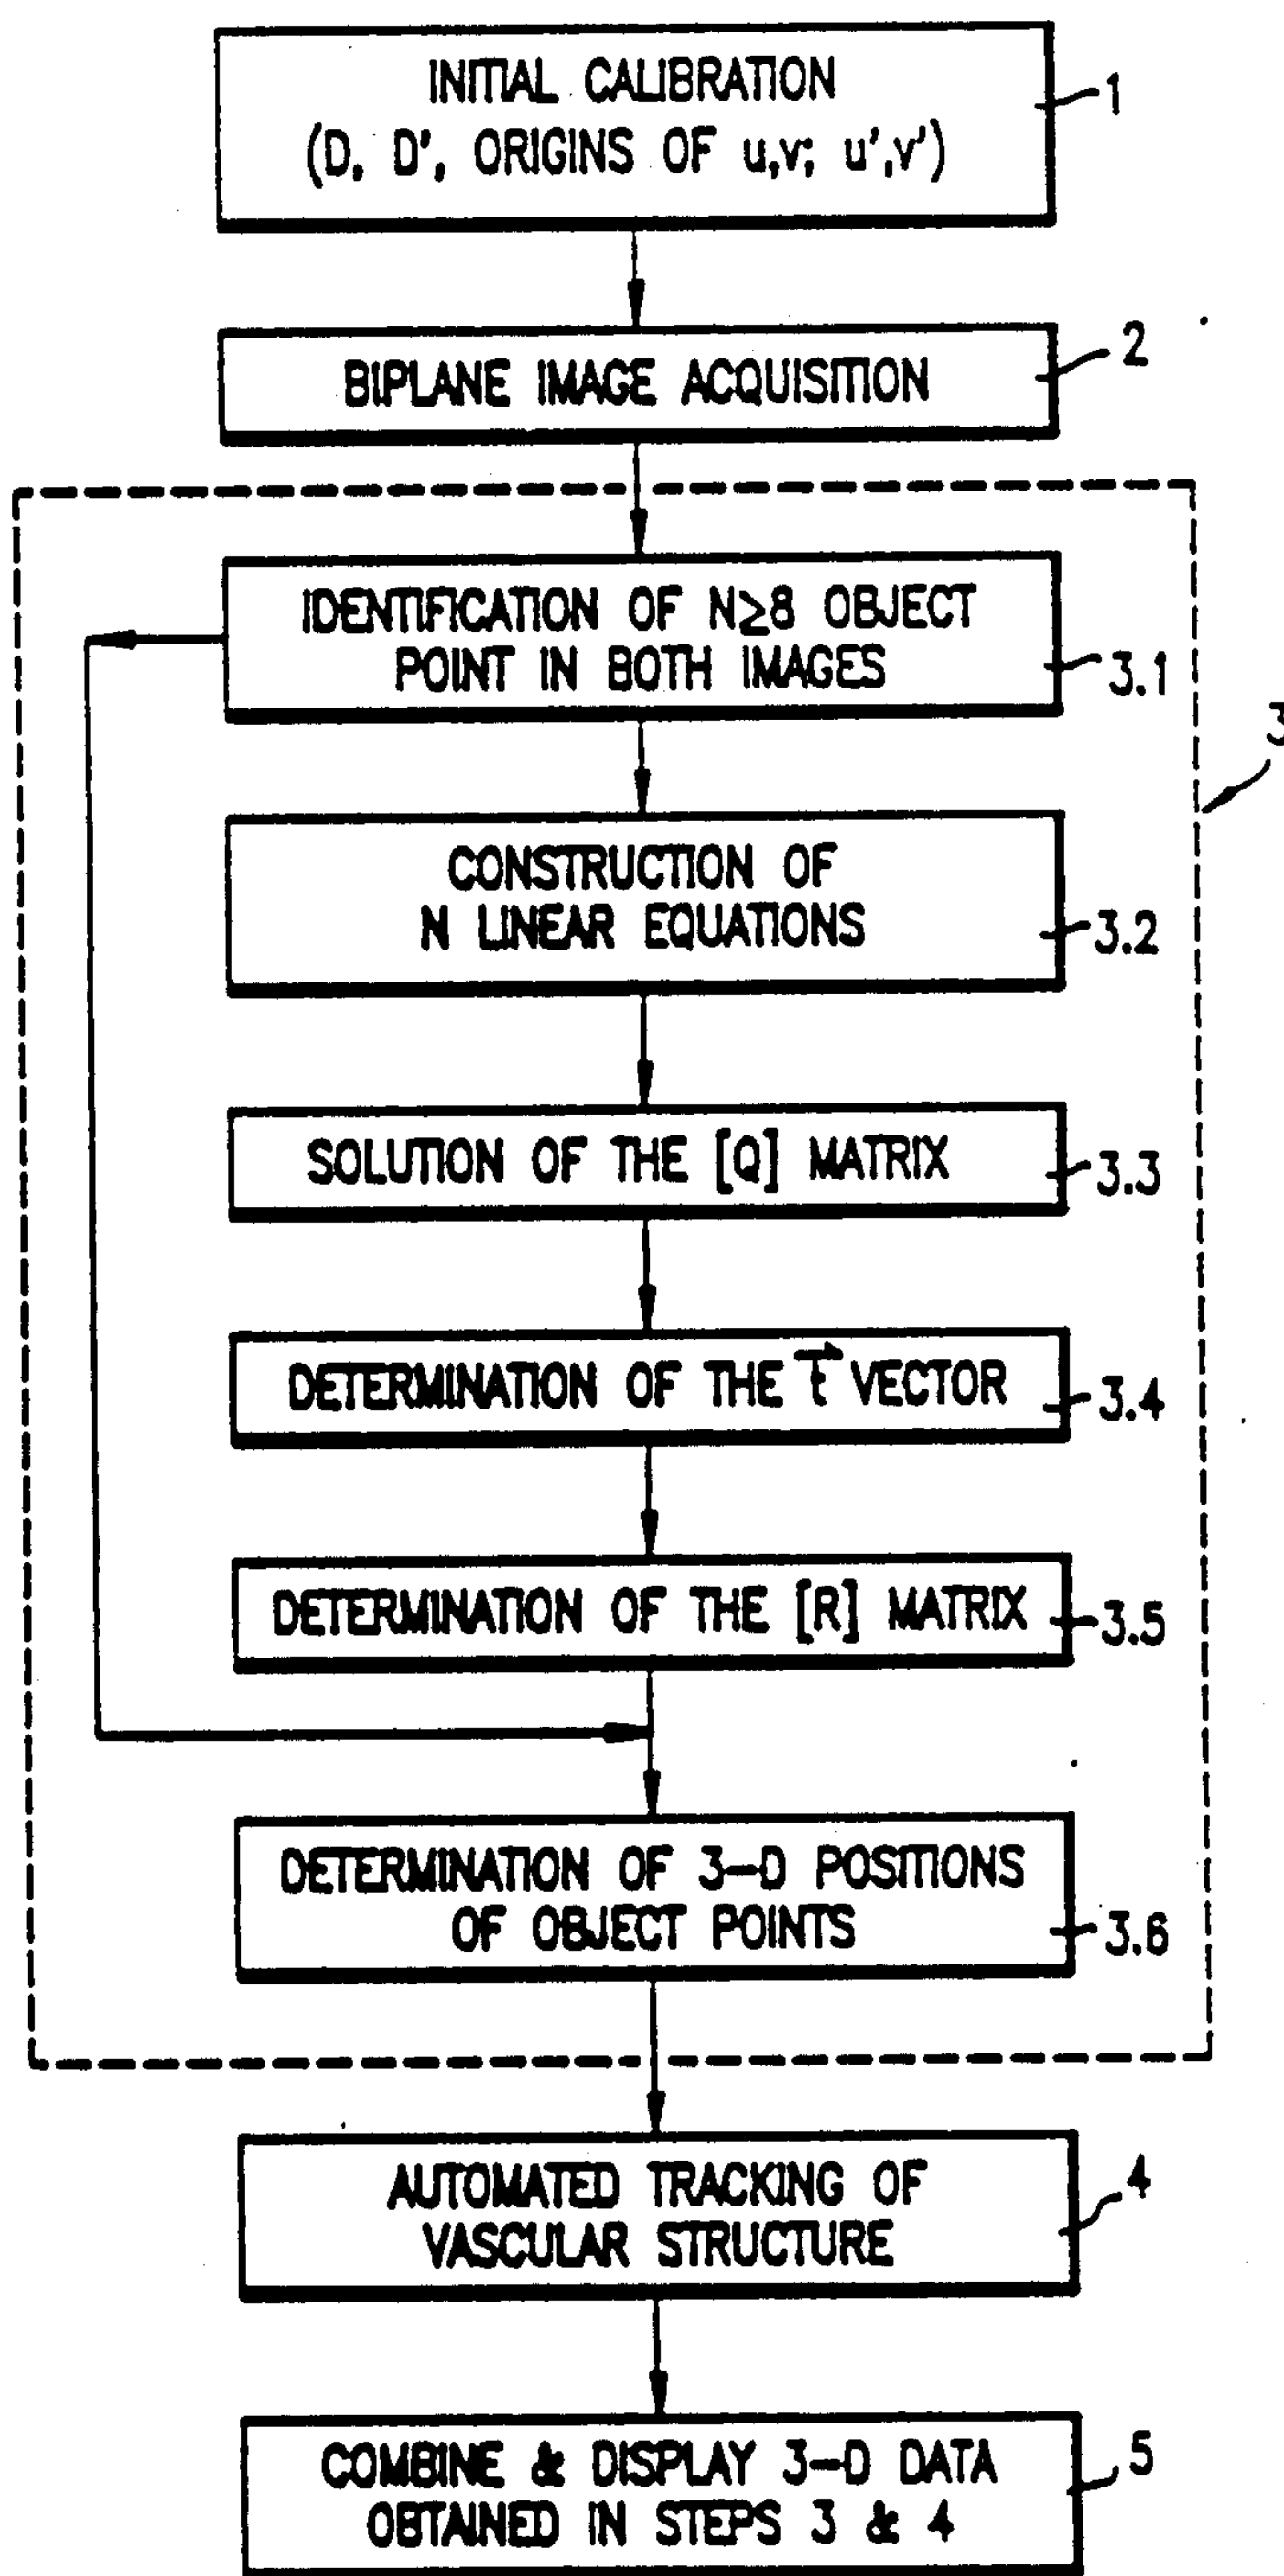 INITIAL CALIBRATION
(D, D', ORIGINS OF u,v; u',v')
1
BIPLANE IMAGE ACQUISITION
2
IDENTIFICATION OF N≥8 OBJECT
POINT IN BOTH IMAGES
3.1
3
CONSTRUCTION OF
N LINEAR EQUATIONS
3.2
SOLUTION OF THE [Q] MATRIX
3.3
DETERMINATION OF THE t⃗ VECTOR
3.4
DETERMINATION OF THE [R] MATRIX
3.5
DETERMINATION OF 3-D POSITIONS
OF OBJECT POINTS
3.6
AUTOMATED TRACKING OF
VASCULAR STRUCTURE
4
COMBINE & DISPLAY 3-D DATA
OBTAINED IN STEPS 3 & 4
5